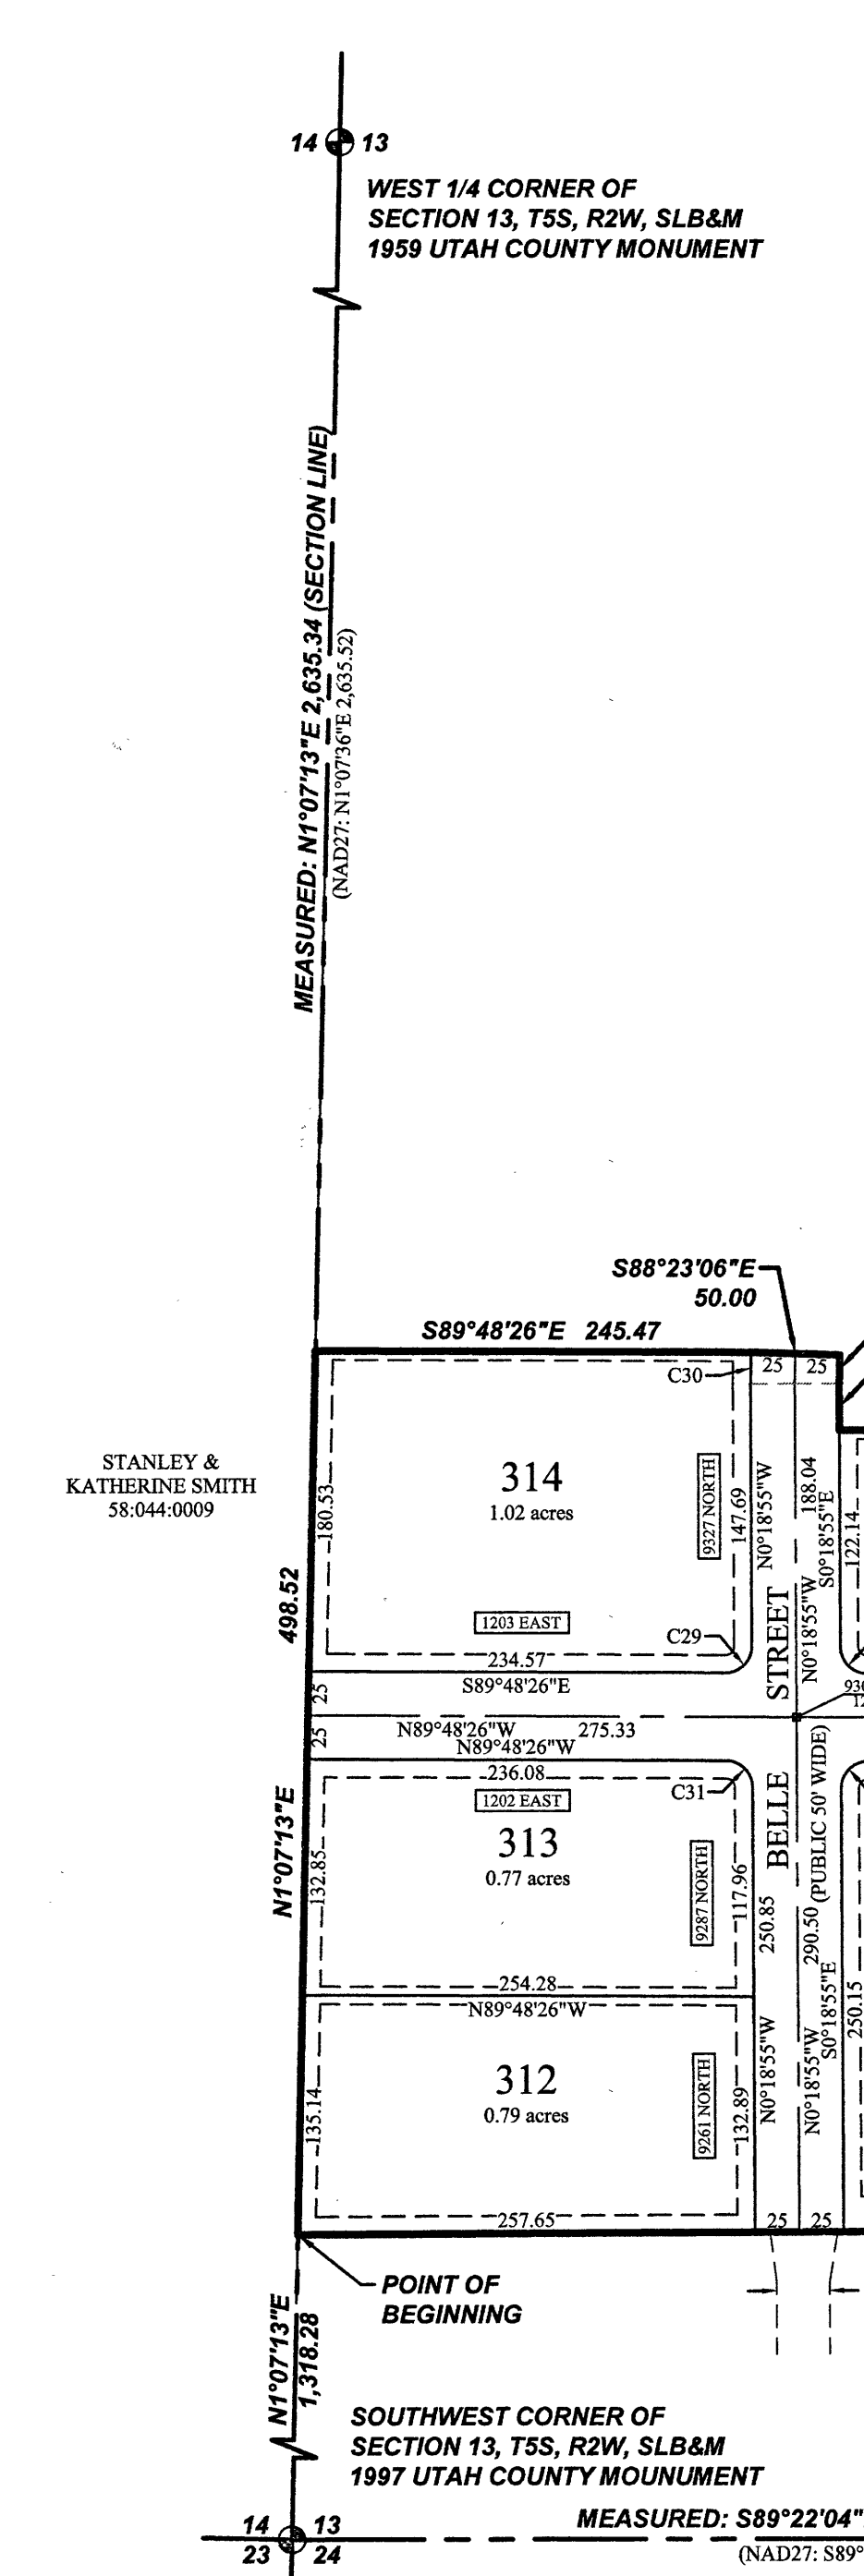 14 13
WEST 1/4 CORNER OF
SECTION 13, T5S, R2W, SLB&M
1959 UTAH COUNTY MONUMENT
MEASURED: N1°07'13"E 2,635.34 (SECTION LINE)
(NAD27: N1°07'36"E 2,635.52)
S88°23'06"E
50.00
S89°48'26"E 245.47
C30
25 25
STANLEY &
KATHERINE SMITH
58:044:0009
314
1.02 acres
180.53
9327 NORTH
147.69
N0°18'55"W
188.04
S0°18'55"E
122.14
498.52
1203 EAST
C29
STREET
N0°18'55"W
234.57
S89°48'26"E
25
25
N89°48'26"W 275.33
N89°48'26"W
236.08
1202 EAST
C31
N1°07'13"E
313
0.77 acres
132.85
9287 NORTH
117.96
BELLE
(PUBLIC 50' WIDE)
250.85
290.50
S0°18'55"E
250.15
254.28
N89°48'26"W
312
0.79 acres
135.14
9261 NORTH
132.89
N0°18'55"W
N0°18'55"W
257.65
25 25
POINT OF
BEGINNING
N1°07'13"E
1,318.28
SOUTHWEST CORNER OF
SECTION 13, T5S, R2W, SLB&M
1997 UTAH COUNTY MOUNUMENT
14 13
23 24
MEASURED: S89°22'04"
(NAD27: S89°